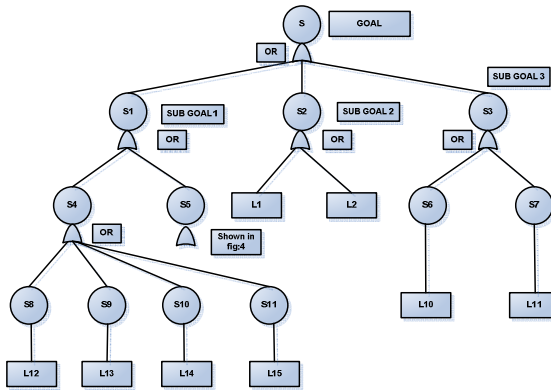 S
GOAL
OR
SUB GOAL 3
S1
SUB GOAL 1
S2
SUB GOAL 2
S3
OR
OR
OR
S4
S5
L1
L2
S6
S7
OR
Shown in
fig:4
S8
S9
S10
S11
L10
L11
L12
L13
L14
L15